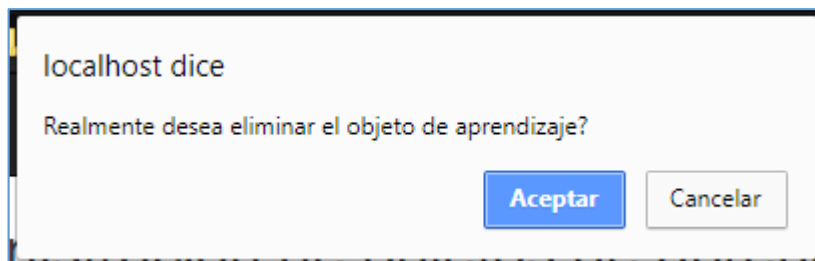 localhost dice
Realmente desea eliminar el objeto de aprendizaje?
Aceptar
Cancelar